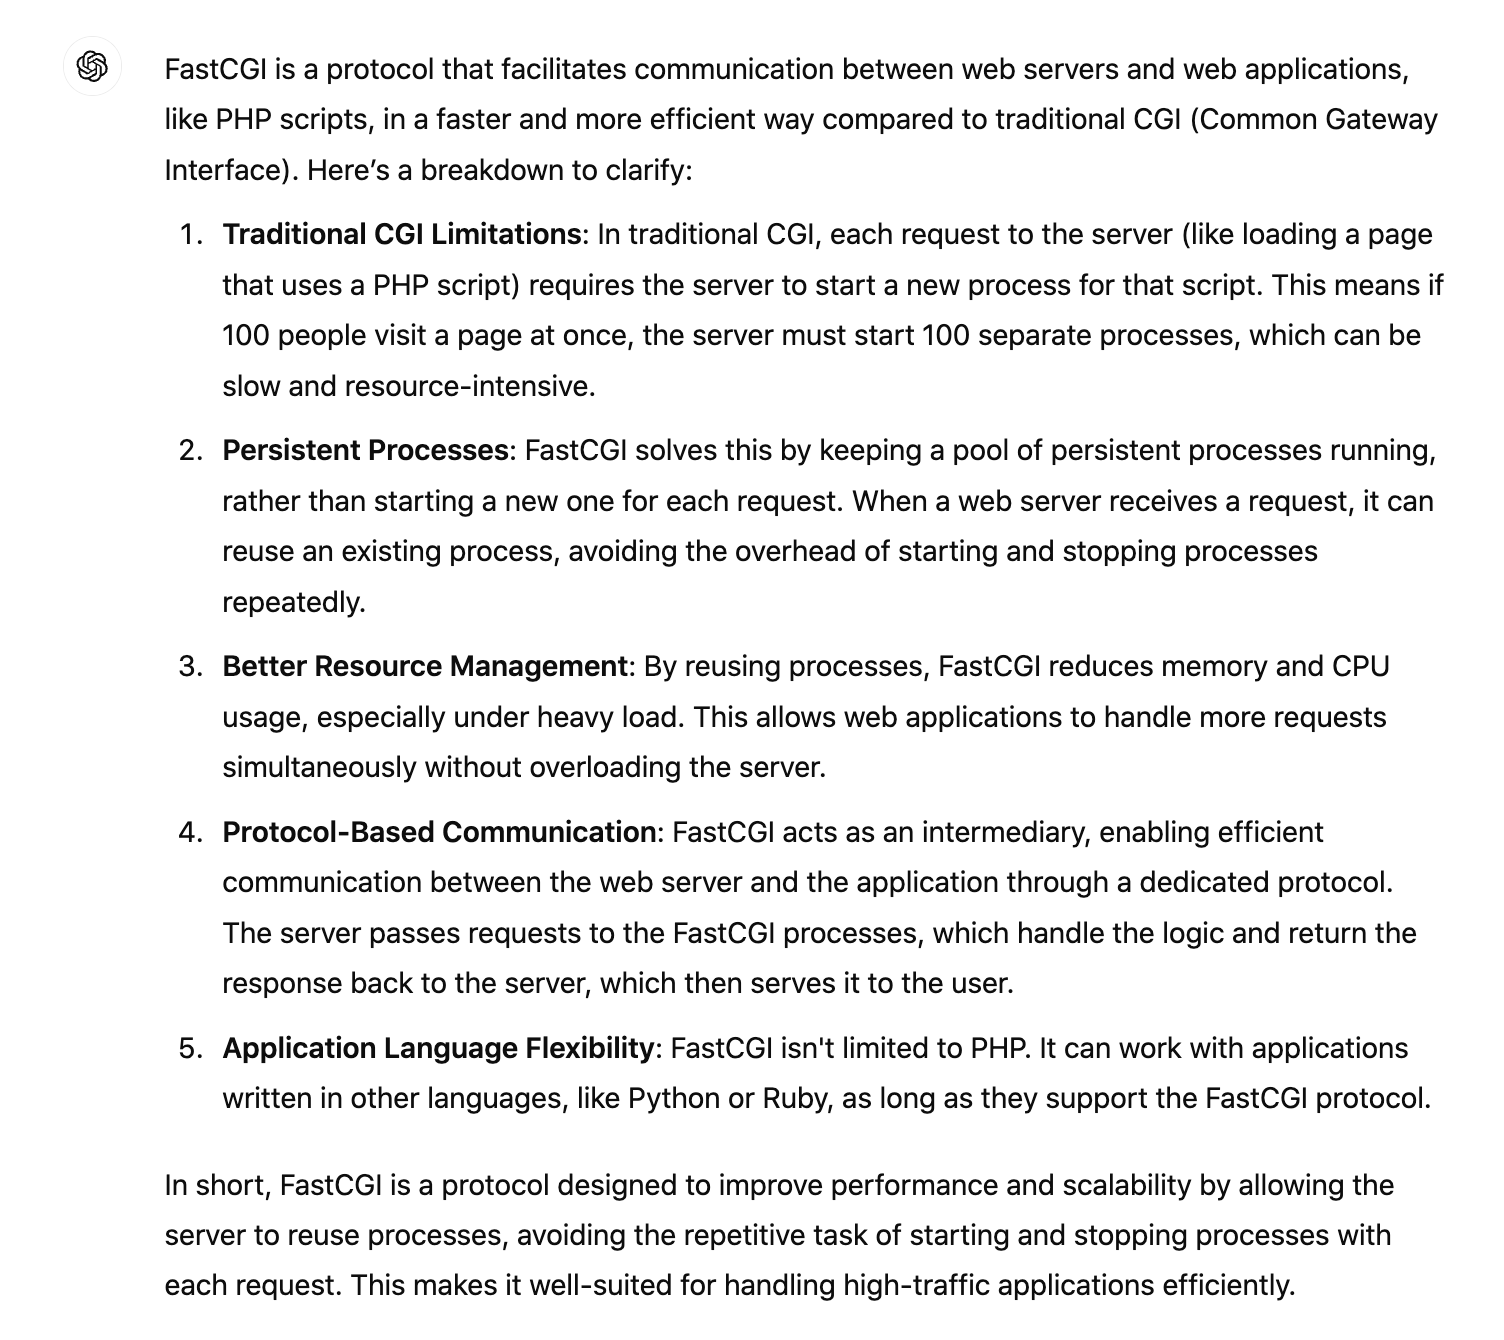 FastCGI is a protocol that facilitates communication between web servers and web applications,
like PHP scripts, in a faster and more efficient way compared to traditional CGI (Common Gateway
Interface). Here’s a breakdown to clarify:
1. Traditional CGI Limitations: In traditional CGI, each request to the server (like loading a page
that uses a PHP script) requires the server to start a new process for that script. This means if
100 people visit a page at once, the server must start 100 separate processes, which can be
slow and resource-intensive.
2. Persistent Processes: FastCGI solves this by keeping a pool of persistent processes running,
rather than starting a new one for each request. When a web server receives a request, it can
reuse an existing process, avoiding the overhead of starting and stopping processes
repeatedly.
3. Better Resource Management: By reusing processes, FastCGI reduces memory and CPU
usage, especially under heavy load. This allows web applications to handle more requests
simultaneously without overloading the server.
4. Protocol-Based Communication: FastCGI acts as an intermediary, enabling efficient
communication between the web server and the application through a dedicated protocol.
The server passes requests to the FastCGI processes, which handle the logic and return the
response back to the server, which then serves it to the user.
5. Application Language Flexibility: FastCGI isn't limited to PHP. It can work with applications
written in other languages, like Python or Ruby, as long as they support the FastCGI protocol.
In short, FastCGI is a protocol designed to improve performance and scalability by allowing the
server to reuse processes, avoiding the repetitive task of starting and stopping processes with
each request. This makes it well-suited for handling high-traffic applications efficiently.